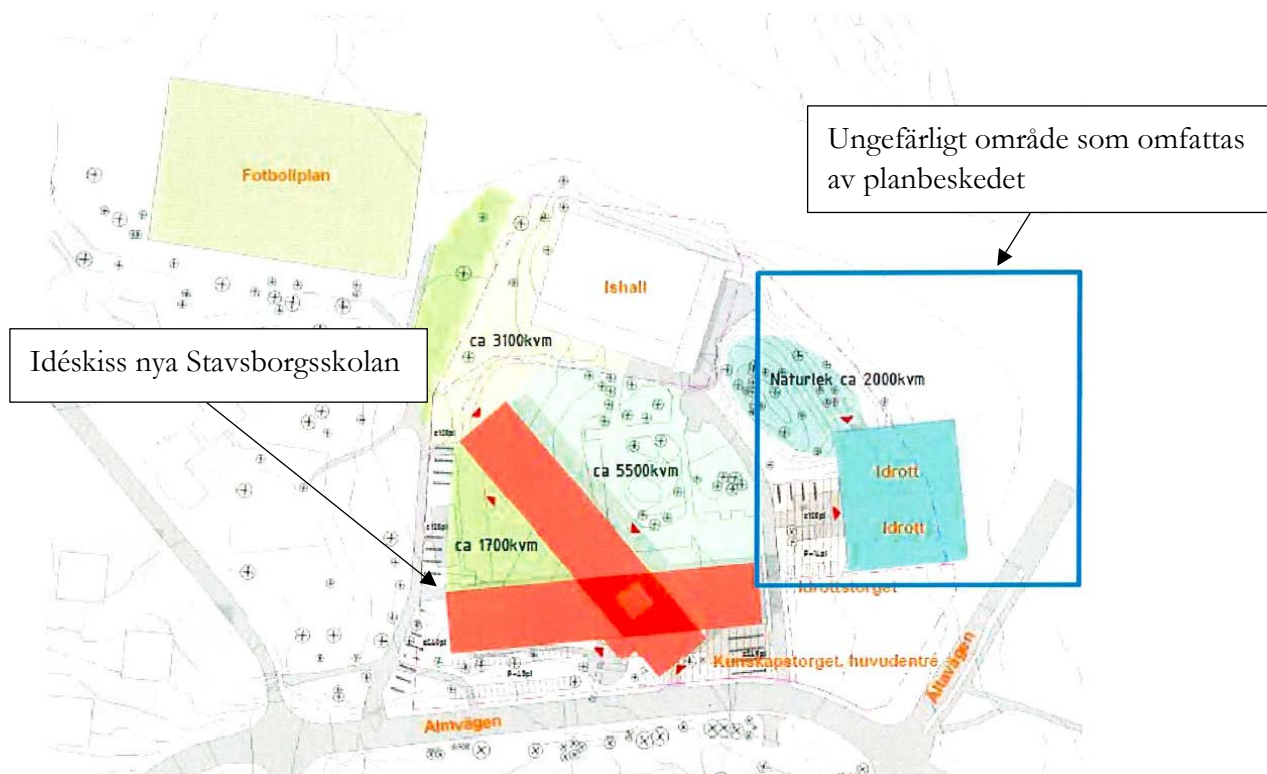 Ungefärligt område som omfattas
av planbeskedet
Fotbollplan
Ishall
Idéskiss nya Stavsborgsskolan
ca 3100kvm
Naturlek ca 2000kvm
ca 5500kvm
Idrott
Idrott
ca 1700kvm
Idrottstorget
Kunskapstorget, huvudentré
Almvägen
Ältavägen